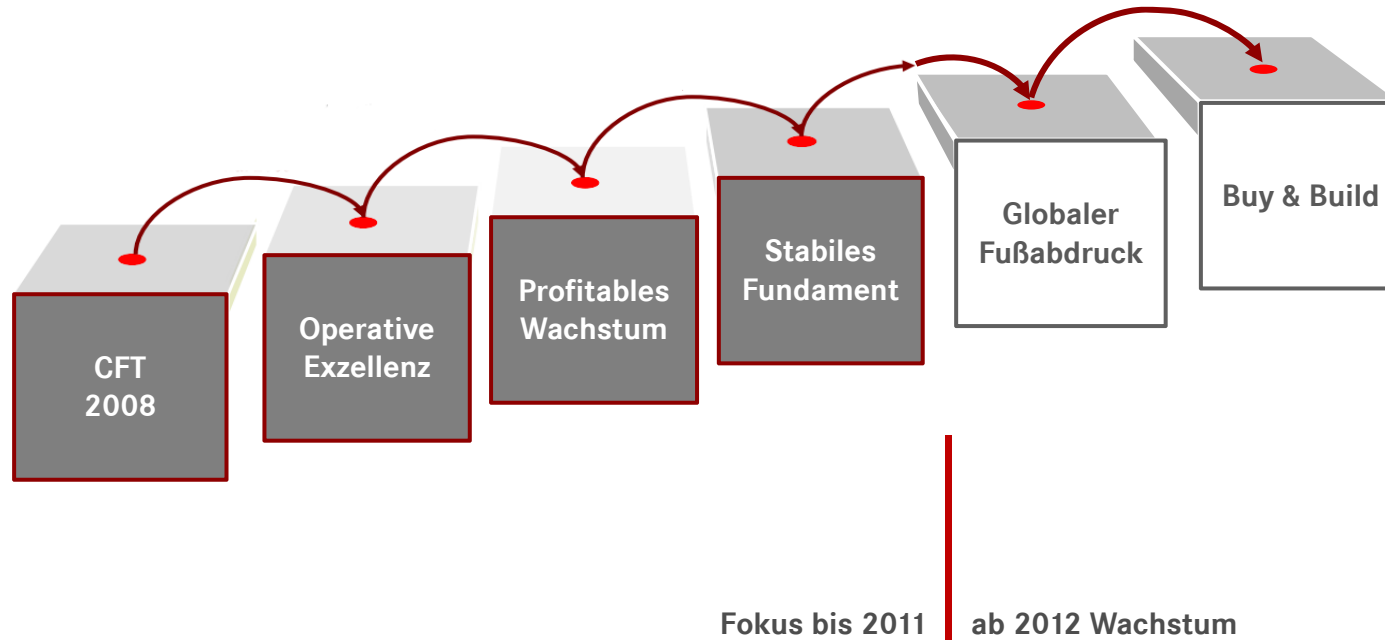 CFT
2008
Operative
Exzellenz
Profitables
Wachstum
Stabiles
Fundament
Globaler
Fußabdruck
Buy & Build
Fokus bis 2011
ab 2012 Wachstum